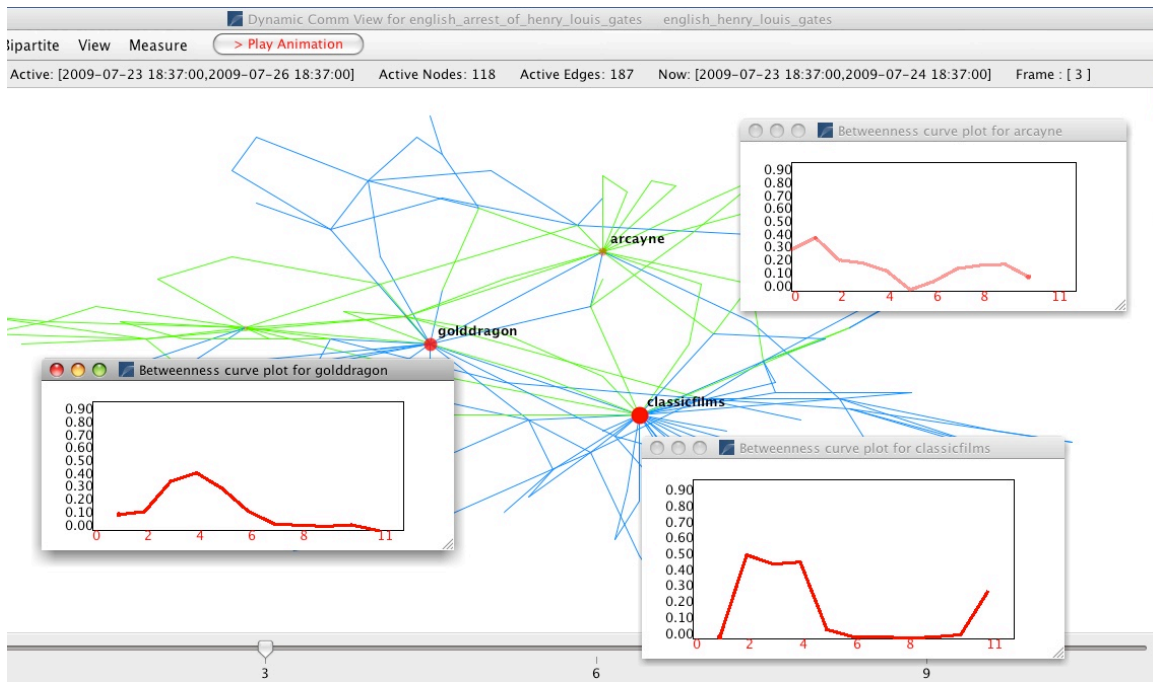 Dynamic Comm View for english_arrest_of_henry_louis_gates english_henry_louis_gates
Bipartite View Measure > Play Animation
Active: [2009-07-23 18:37:00,2009-07-26 18:37:00] Active Nodes: 118 Active Edges: 187 Now: [2009-07-23 18:37:00,2009-07-24 18:37:00] Frame : [ 3 ]
Betweenness curve plot for arcayne
0.90
0.80
0.70
0.60
0.50
0.40
0.30
0.20
0.10
0.00
0 2 4 6 8 11
arcayne
golddragon
classicfilms
Betweenness curve plot for golddragon
0.90
0.80
0.70
0.60
0.50
0.40
0.30
0.20
0.10
0.00
0 2 4 6 8 11
Betweenness curve plot for classicfilms
0.90
0.80
0.70
0.60
0.50
0.40
0.30
0.20
0.10
0.00
0 2 4 6 8 11
3 6 9